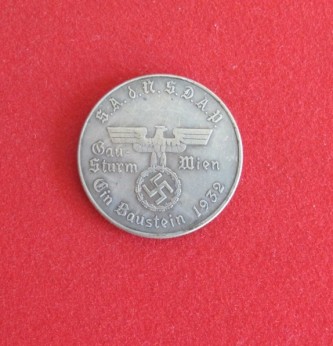 S.A.d.N.S.D.A.P
Gau Wien
Sturm
Ein Baustein 1932